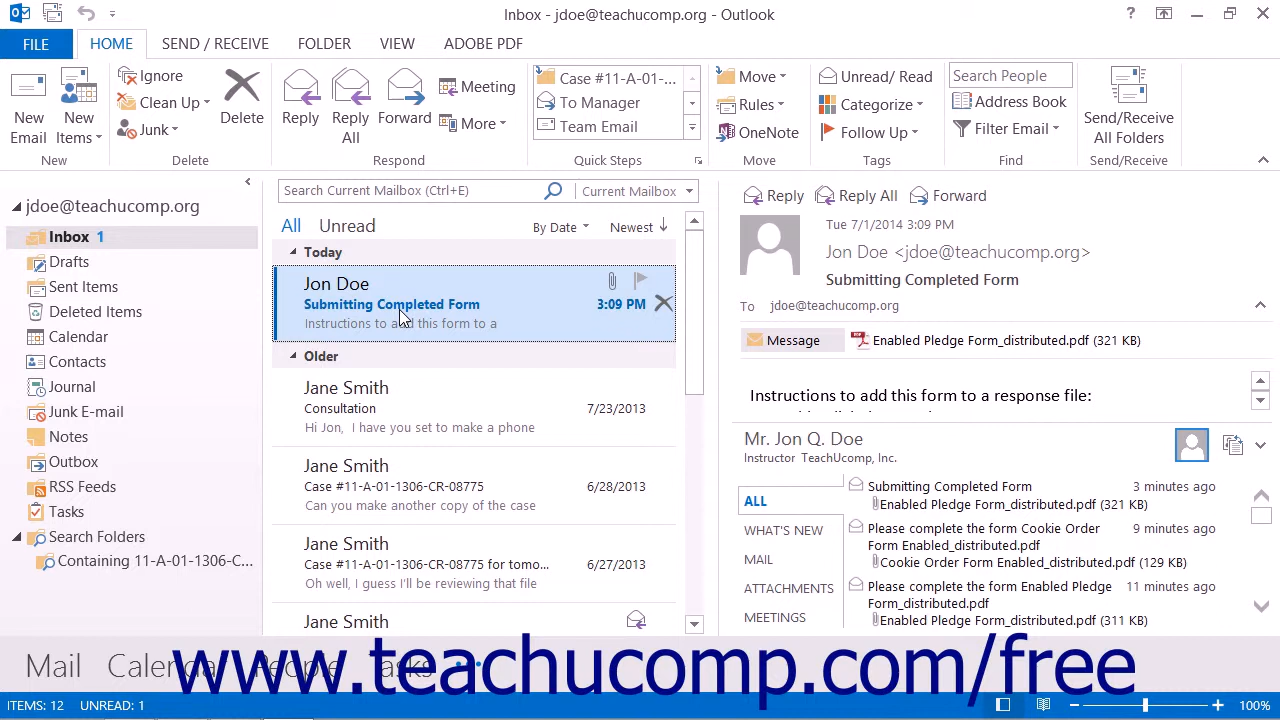 Inbox - jdoe@teachucomp.org - Outlook
?
FILE
HOME
SEND / RECEIVE
FOLDER
VIEW
ADOBE PDF
New Email
New Items
New
Ignore
Clean Up
Junk
Delete
Delete
Reply
Reply All
Forward
Meeting
More
Respond
Case #11-A-01-...
To Manager
Team Email
Quick Steps
Move
Rules
OneNote
Move
Unread/ Read
Categorize
Follow Up
Tags
Search People
Address Book
Filter Email
Find
Send/Receive
All Folders
Send/Receive
jdoe@teachucomp.org
Inbox 1
Drafts
Sent Items
Deleted Items
Calendar
Contacts
Journal
Junk E-mail
Notes
Outbox
RSS Feeds
Tasks
Search Folders
Containing 11-A-01-1306-C...
Search Current Mailbox (Ctrl+E)
Current Mailbox
All
Unread
By Date
Newest
Today
Jon Doe
Submitting Completed Form 3:09 PM
Instructions to add this form to a
Older
Jane Smith
Consultation 7/23/2013
Hi Jon, I have you set to make a phone
Jane Smith
Case #11-A-01-1306-CR-08775 6/28/2013
Can you make another copy of the case
Jane Smith
Case #11-A-01-1306-CR-08775 for tomo... 6/27/2013
Oh well, I guess I'll be reviewing that file
Jane Smith
Reply
Reply All
Forward
Tue 7/1/2014 3:09 PM
Jon Doe <jdoe@teachucomp.org>
Submitting Completed Form
To jdoe@teachucomp.org
Message
PDF
Enabled Pledge Form_distributed.pdf (321 KB)
Instructions to add this form to a response file:
Mr. Jon Q. Doe
Instructor TeachUcomp, Inc.
ALL
WHAT'S NEW
MAIL
ATTACHMENTS
MEETINGS
Submitting Completed Form 3 minutes ago
Enabled Pledge Form_distributed.pdf (321 KB)
Please complete the form Cookie Order 9 minutes ago
Form Enabled_distributed.pdf
Cookie Order Form Enabled_distributed.pdf (129 KB)
Please complete the form Enabled Pledge 11 minutes ago
Form_distributed.pdf
Enabled Pledge Form_distributed.pdf (311 KB)
Mail Calendar People Tasks
www.teachucomp.com/free
ITEMS: 12 UNREAD: 1
100%